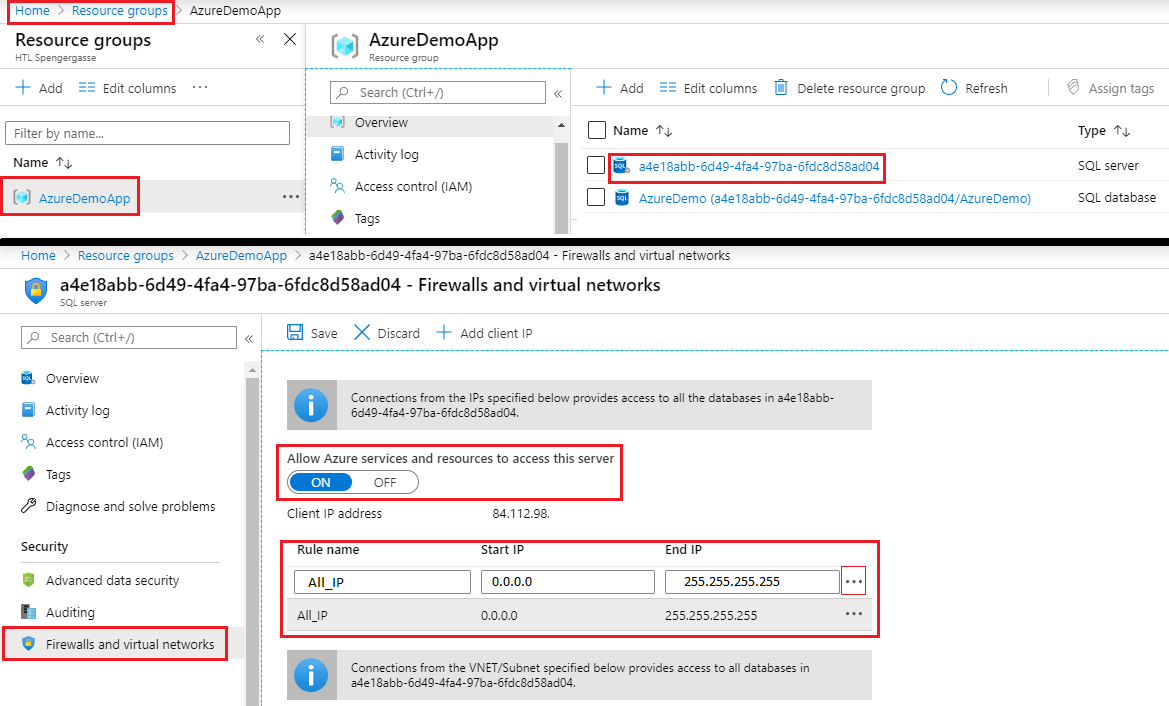 Home > Resource groups > AzureDemoApp
Resource groups
HTL Spengergasse
Add Edit columns ...
Filter by name...
Name
AzureDemoApp ...
AzureDemoApp
Resource group
Search (Ctrl+/)
Overview
Activity log
Access control (IAM)
Tags
Add Edit columns Delete resource group Refresh Assign tags
Name Type
SQL a4e18abb-6d49-4fa4-97ba-6fdc8d58ad04 SQL server
SQL AzureDemo (a4e18abb-6d49-4fa4-97ba-6fdc8d58ad04/AzureDemo) SQL database
Home > Resource groups > AzureDemoApp > a4e18abb-6d49-4fa4-97ba-6fdc8d58ad04 - Firewalls and virtual networks
a4e18abb-6d49-4fa4-97ba-6fdc8d58ad04 - Firewalls and virtual networks
SQL server
Search (Ctrl+/)
SQL Overview
Activity log
Access control (IAM)
Tags
Diagnose and solve problems
Security
Advanced data security
Auditing
Firewalls and virtual networks
Save Discard Add client IP
Connections from the IPs specified below provides access to all the databases in a4e18abb-
6d49-4fa4-97ba-6fdc8d58ad04.
Allow Azure services and resources to access this server
ON OFF
Client IP address 84.112.98.
Rule name Start IP End IP
All_IP 0.0.0.0 255.255.255.255 ...
All_IP 0.0.0.0 255.255.255.255 ...
Connections from the VNET/Subnet specified below provides access to all databases in
a4e18abb-6d49-4fa4-97ba-6fdc8d58ad04.